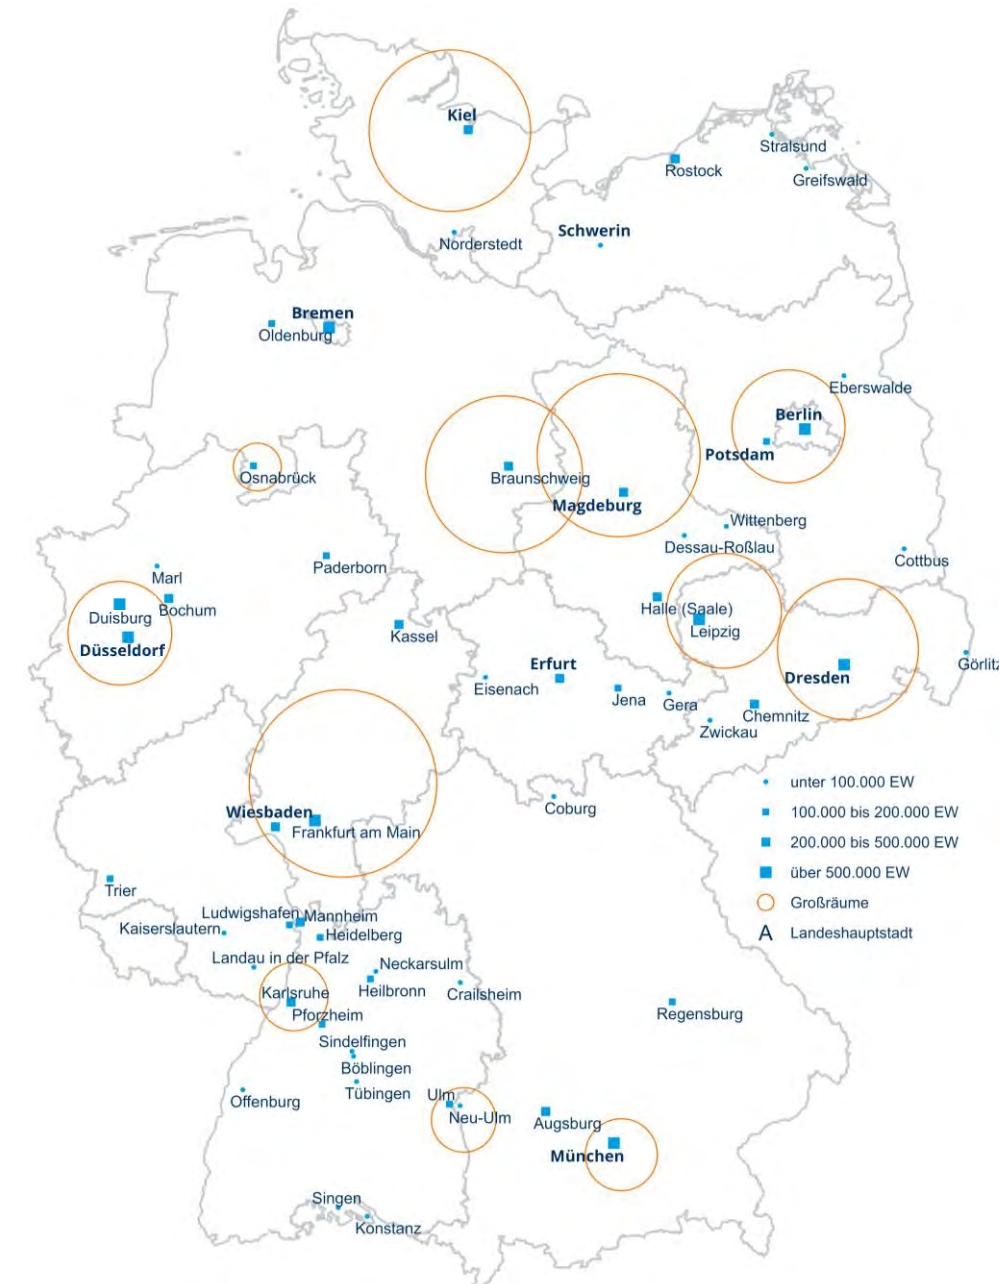 Kiel
Stralsund
Rostock
Greifswald
Schwerin
Norderstedt
Bremen
Oldenburg
Eberswalde
Berlin
Potsdam
Osnabrück
Braunschweig
Magdeburg
Wittenberg
Dessau-Roßlau
Cottbus
Paderborn
Marl
Bochum
Duisburg
Düsseldorf
Halle (Saale)
Leipzig
Kassel
Erfurt
Görlitz
Dresden
Eisenach
Jena
Gera
Chemnitz
Zwickau
Coburg
Wiesbaden
Frankfurt am Main
unter 100.000 EW
100.000 bis 200.000 EW
200.000 bis 500.000 EW
über 500.000 EW
Großräume
A Landeshauptstadt
Trier
Ludwigshafen
Mannheim
Kaiserslautern
Heidelberg
Landau in der Pfalz
Neckarsulm
Karlsruhe
Heilbronn
Crailsheim
Pforzheim
Regensburg
Sindelfingen
Böblingen
Tübingen
Offenburg
Ulm
Neu-Ulm
Augsburg
München
Singen
Konstanz